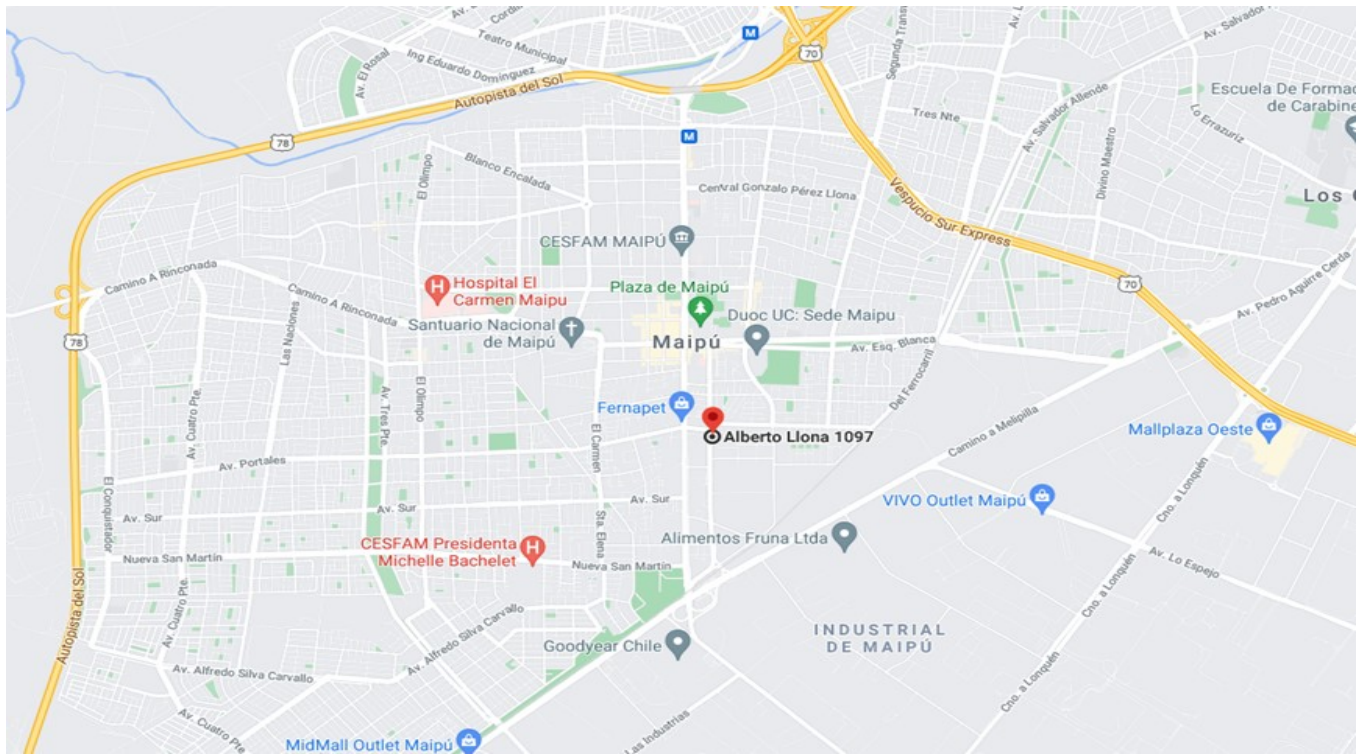 Av. El Rosal
Teatro Municipal
Ing Eduardo Dominguez
Autopista del Sol
78
M
70
Segunda Transv
Av. Salvador
Av. Salvador Allende
Lo Errazuriz
Escuela De Formac
de Carabine
Tres Nte
Divino Maestro
M
Los C
Blanco Encalada
El Olimpo
Central Gonzalo Pérez Llona
Vespucio Sur Express
CESFAM MAIPÚ
70
Av. Pedro Aguirre Cerda
Camino A Rinconada
Hospital El
Carmen Maipu
Plaza de Maipú
Duoc UC: Sede Maipu
Camino A Rinconada
Santuario Nacional
de Maipú
Maipú
Av. Esq. Blanca
78
Las Naciones
El Olimpo
Av. Tres Pte.
Av. Cuatro Pte.
Del Ferrocarril
Fernapet
Alberto Llona 1097
El Carmen
Camino a Melipilla
Mallplaza Oeste
Av. Portales
El Conquistador
Cno. a Lonquén
VIVO Outlet Maipú
Av. Sur
Av. Sur
Av. Sur
Alimentos Fruna Ltda
CESFAM Presidenta
Michelle Bachelet
Nueva San Martín
Nueva San Martín
Sta. Elena
Av. Lo Espejo
Autopista del Sol
Av. Cuatro Pte.
Cno. a Lonquén
INDUSTRIAL
DE MAIPÚ
Goodyear Chile
Av. Alfredo Silva Carvallo
Av. Alfredo Silva Carvallo
Cno. a Lonquén
Av. Cuatro Pte.
Las Industrias
MidMall Outlet Maipú